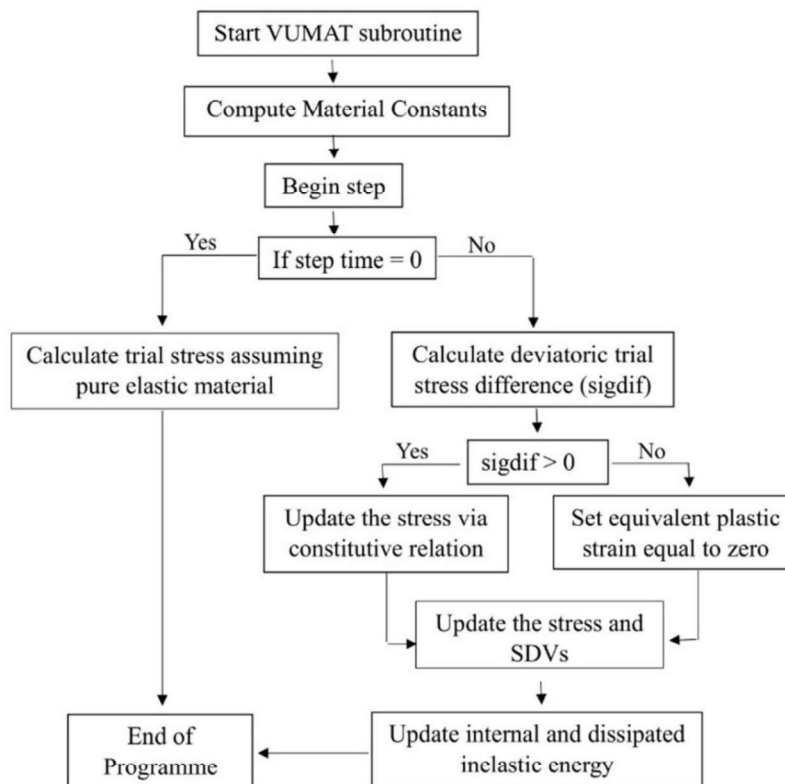 Start VUMAT subroutine
Compute Material Constants
Begin step
Yes
If step time = 0
No
Calculate trial stress assuming
pure elastic material
Calculate deviatoric trial
stress difference (sigdif)
Yes
sigdif > 0
No
Update the stress via
constitutive relation
Set equivalent plastic
strain equal to zero
Update the stress and
SDVs
End of
Programme
Update internal and dissipated
inelastic energy